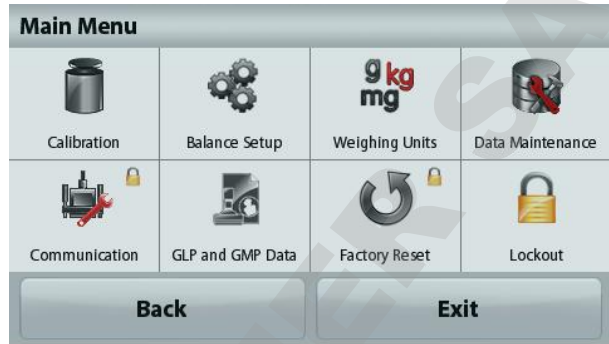 Main Menu
g kg
mg
Calibration
Balance Setup
Weighing Units
Data Maintenance
Communication
GLP and GMP Data
Factory Reset
Lockout
Back
Exit